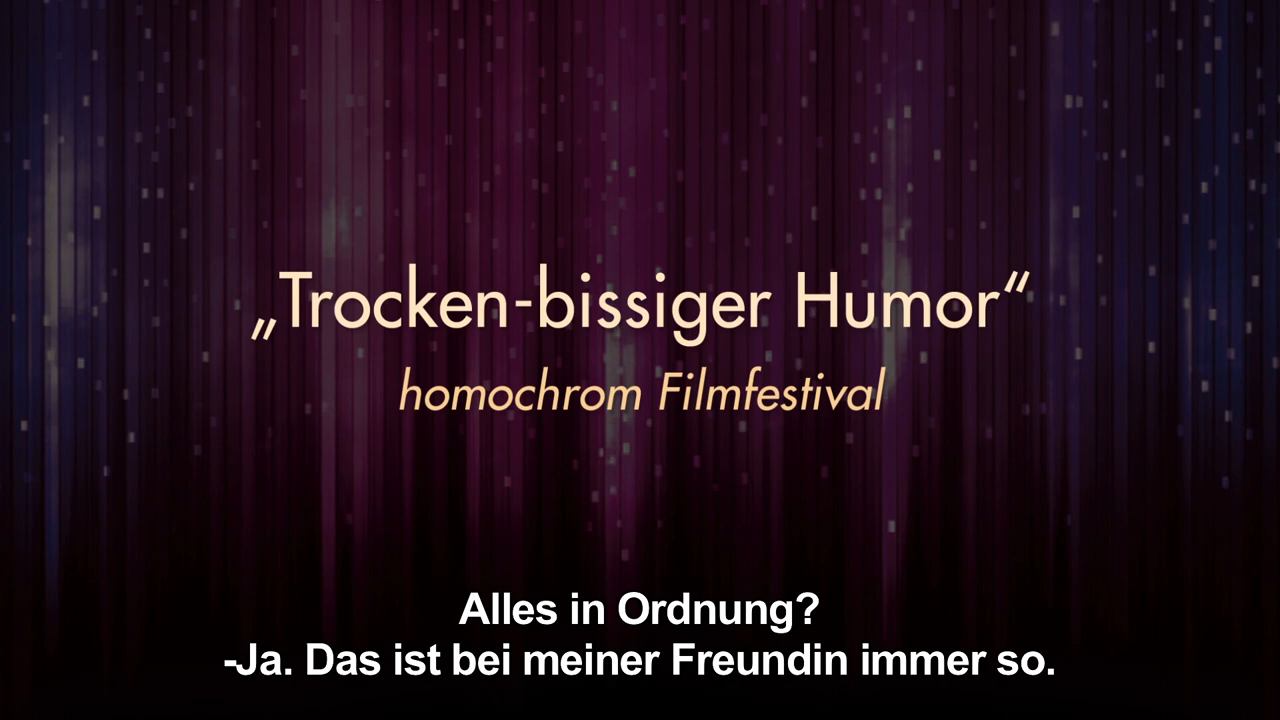 „Trocken-bissiger Humor“
homochrom Filmfestival
Alles in Ordnung?
-Ja. Das ist bei meiner Freundin immer so.